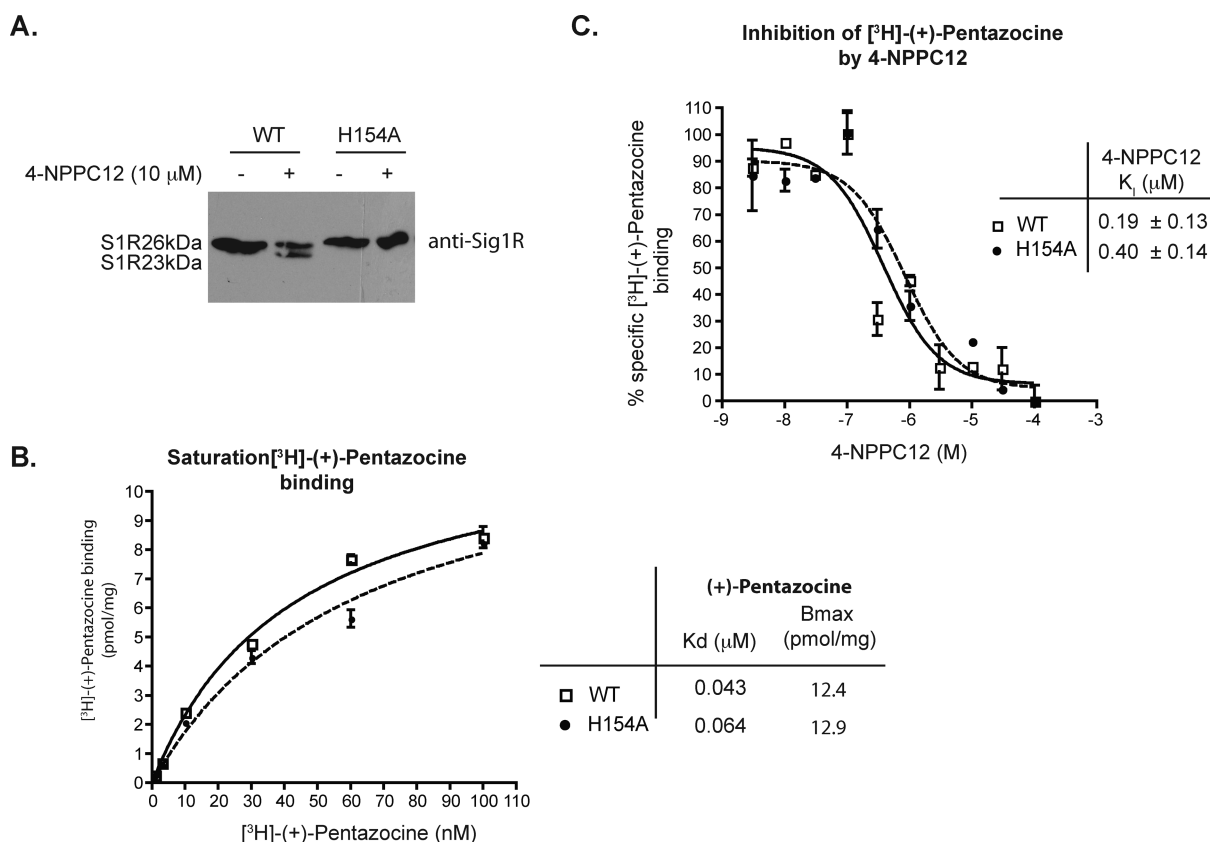 A.
WT H154A
4-NPPC12 (10 μM) - + - +
S1R26kDa
S1R23kDa
anti-Sig1R
B.
Saturation[³H]-(+)-Pentazocine
binding
[³H]-(+)-Pentazocine binding
(pmol/mg)
10
9
8
7
6
5
4
3
2
1
0
0 10 20 30 40 50 60 70 80 90 100 110
[³H]-(+)-Pentazocine (nM)
(+)-Pentazocine
Kd (μM) Bmax
(pmol/mg)
WT 0.043 12.4
H154A 0.064 12.9
C.
Inhibition of [³H]-(+)-Pentazocine
by 4-NPPC12
% specific [³H]-(+)-Pentazocine
binding
110
100
90
80
70
60
50
40
30
20
10
0
-9 -8 -7 -6 -5 -4 -3
4-NPPC12 (M)
4-NPPC12
KI (μM)
WT 0.19 ± 0.13
H154A 0.40 ± 0.14